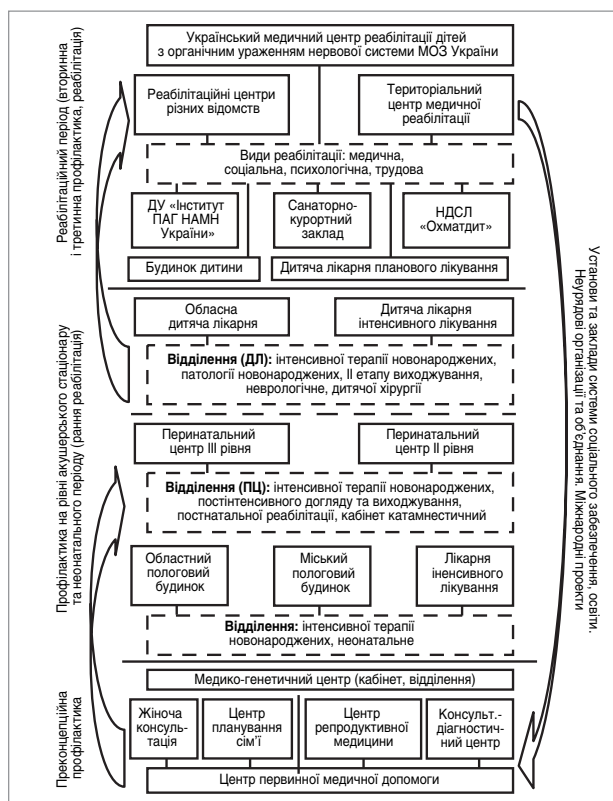 Український медичний центр реабілітації дітей
з органічним ураженням нервової системи МОЗ України
Реабілітаційні центри
різних відомств
Територіальний
центр медичної
реабілітації
Види реабілітації: медична,
соціальна, психологічна, трудова
ДУ «Інститут
ПАГ НАМН
України»
Санаторно-
курортний
заклад
НДСЛ
«Охматдит»
Будинок дитини
Дитяча лікарня планового лікування
Реабілітаційний період (вторинна
і третинна профілактика, реабілітація)
Обласна
дитяча лікарня
Дитяча лікарня
інтенсивного лікування
Відділення (ДЛ): інтенсивної терапії новонароджених,
патології новонароджених, II етапу виходжування,
неврологічне, дитячої хірургії
Перинатальний
центр III рівня
Перинатальний
центр II рівня
Відділення (ПЦ): інтенсивної терапії новонароджених,
постінтенсивного догляду та виходжування,
постнатальної реабілітації, кабінет катамнестичний
Областний
пологовий
будинок
Міський
пологовий
будинок
Лікарня
іненсивного
лікування
Відділення: інтенсивної терапії
новонароджених, неонатальне
Профілактика на рівні акушерського стаціонару
та неонатального періоду (рання реабілітація)
Медико-генетичний центр (кабінет, відділення)
Жіноча
консуль-
тація
Центр
планування
сім’ї
Центр
репродуктивної
медицини
Консульт.-
діагностич-
ний центр
Центр первинної медичної допомоги
Преконцепційна
профілактика
Установи та заклади системи соціального забезпечення, освіти.
Неурядові організації та об’єднання. Міжнародні проекти